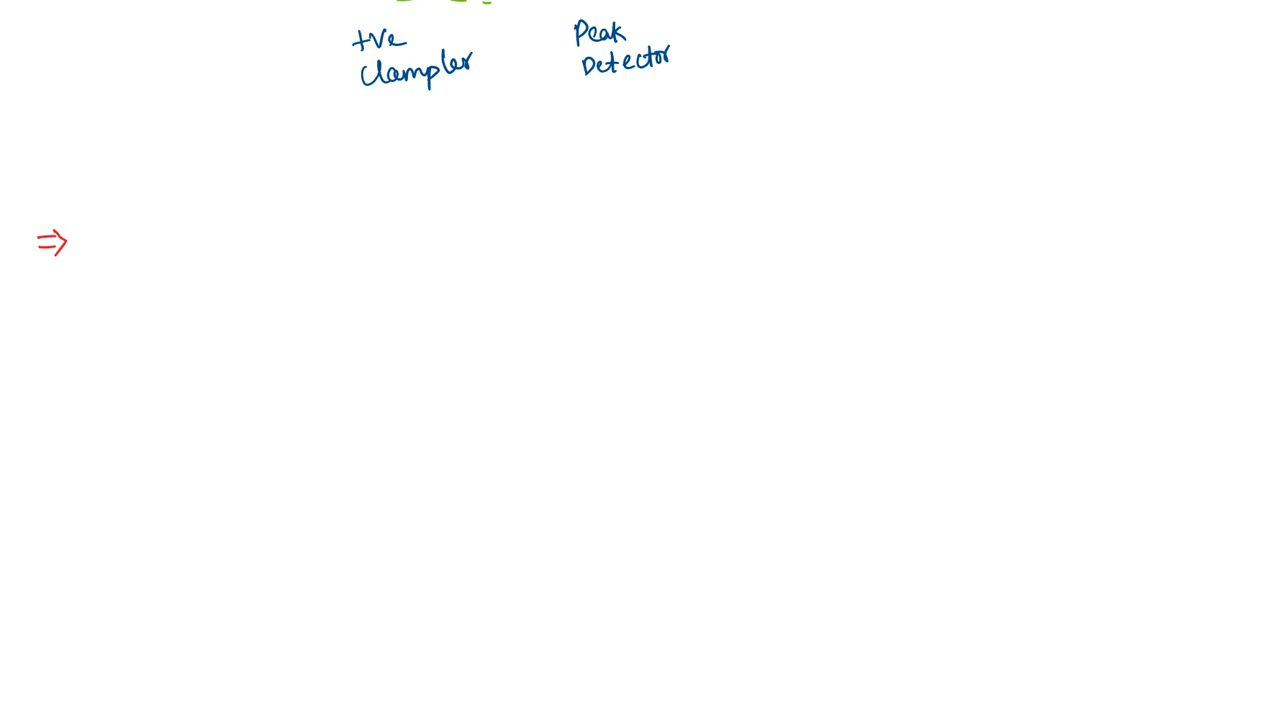 +Ve
Clampler
Peak
Detector
⇒